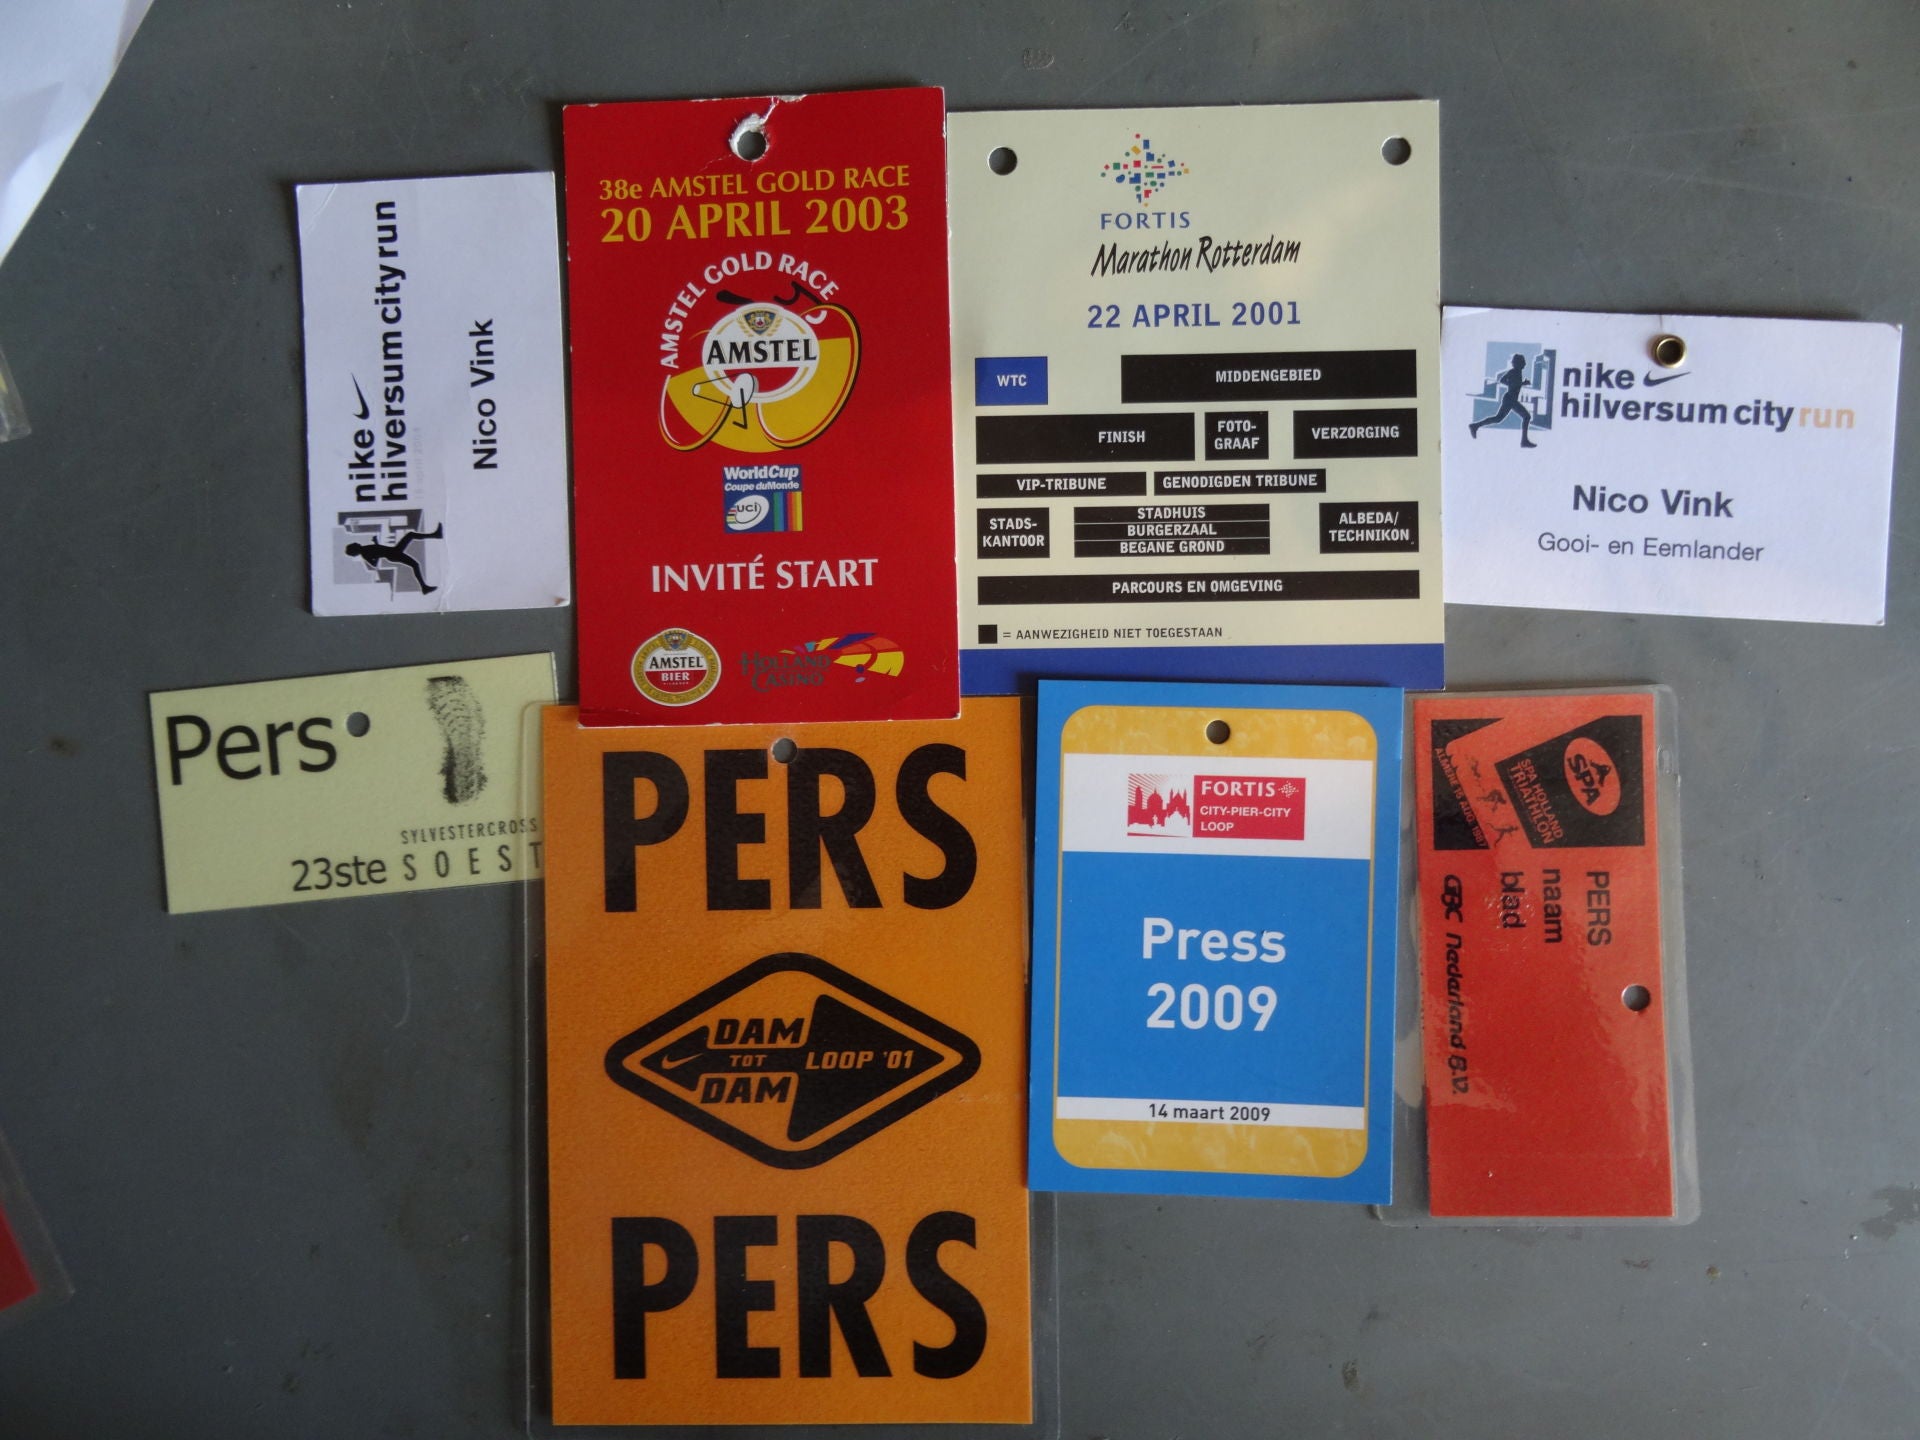 nike
hilversum city run
Nico Vink
38e AMSTEL GOLD RACE
20 APRIL 2003
AMSTEL GOLD RACE
AMSTEL
WorldCup
Coupe du Monde
UCI
INVITÉ START
AMSTEL
BIER
HOLLAND
CASINO
FORTIS
Marathon Rotterdam
22 APRIL 2001
WTC
MIDDENGEBIED
FINISH
FOTO-
GRAAF
VERZORGING
VIP-TRIBUNE
GENODIGDEN TRIBUNE
STADS-
KANTOOR
STADHUIS
BURGERZAAL
BEGANE GROND
ALBEDA/
TECHNIKON
PARCOURS EN OMGEVING
= AANWEZIGHEID NIET TOEGESTAAN
nike
hilversum city run
Nico Vink
Gooi- en Eemlander
Pers
SYLVESTERCROSS
23ste SOEST
PERS
DAM
TOT
DAM
LOOP '01
PERS
FORTIS
CITY-PIER-CITY
LOOP
Press
2009
14 maart 2009
SPA
SPA HOLLAND
TRIATHLON
PERS
naam
blad
GBC Nederland B.V.